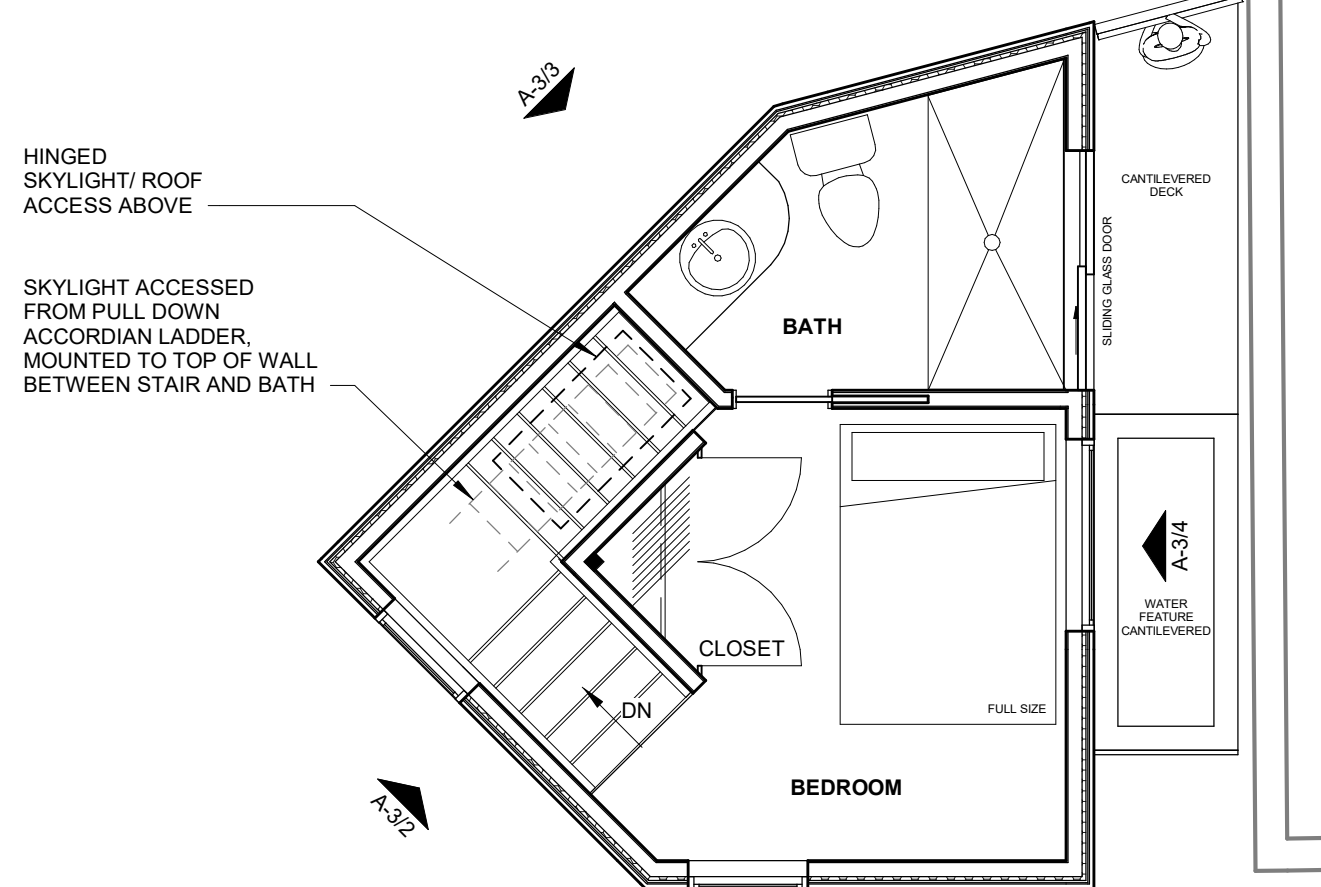 A-3/3
HINGED
SKYLIGHT/ ROOF
ACCESS ABOVE
SKYLIGHT ACCESSED
FROM PULL DOWN
ACCORDIAN LADDER,
MOUNTED TO TOP OF WALL
BETWEEN STAIR AND BATH
CANTILEVERED
DECK
SLIDING GLASS DOOR
BATH
A-3/4
WATER
FEATURE
CANTILEVERED
CLOSET
DN
FULL SIZE
BEDROOM
A-3/2